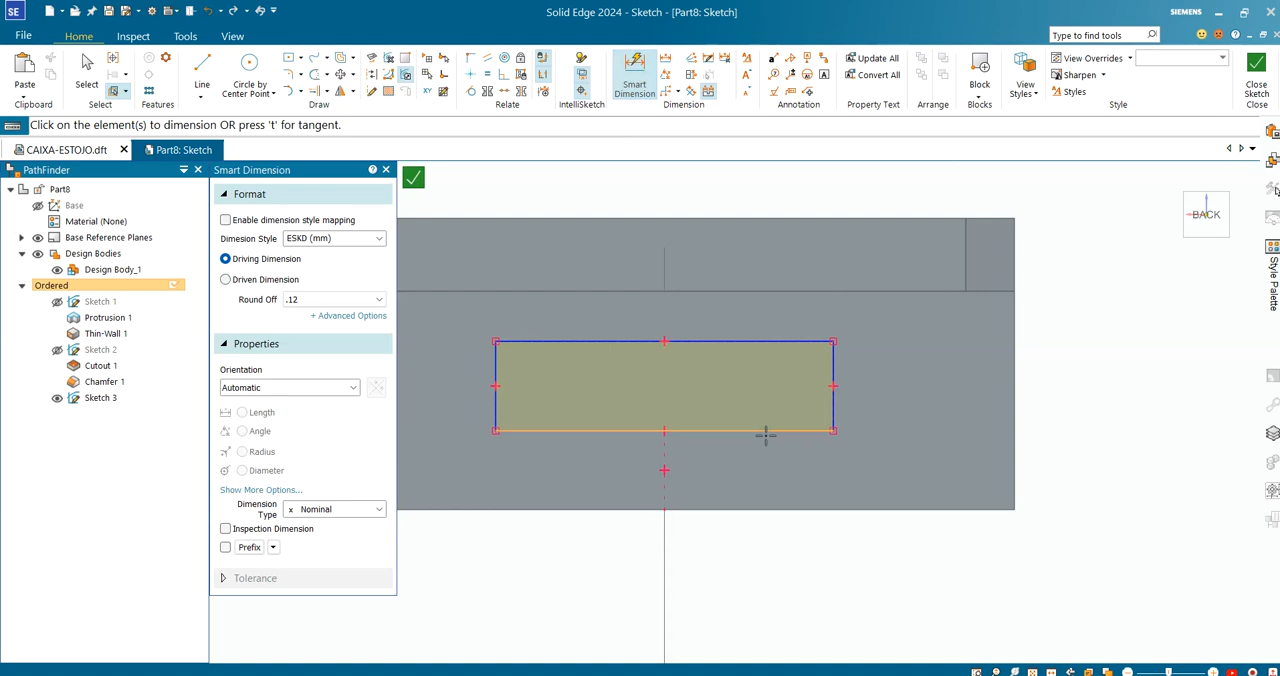 SE
Solid Edge 2024 - Sketch - [Part8: Sketch]
SIEMENS
File
Home
Inspect
Tools
View
Type to find tools
Paste
Select
Line
Circle by Center Point
Smart Dimension
Update All
Convert All
Block
View Styles
View Overrides
Sharpen
Styles
Close Sketch
Clipboard
Select
Features
Draw
Relate
IntelliSketch
Dimension
Annotation
Property Text
Arrange
Blocks
Style
Close
Click on the element(s) to dimension OR press 't' for tangent.
CAIXA-ESTOJO.dft
Part8: Sketch
PathFinder
Part8
Base
Material (None)
Base Reference Planes
Design Bodies
Design Body_1
Ordered
Sketch 1
Protrusion 1
Thin-Wall 1
Sketch 2
Cutout 1
Chamfer 1
Sketch 3
Smart Dimension
Format
Enable dimension style mapping
Dimesion Style
ESKD (mm)
Driving Dimension
Driven Dimension
Round Off
.12
+ Advanced Options
Properties
Orientation
Automatic
Length
Angle
Radius
Diameter
Show More Options...
Dimension Type
x Nominal
Inspection Dimension
Prefix
Tolerance
BACK
Style Palette